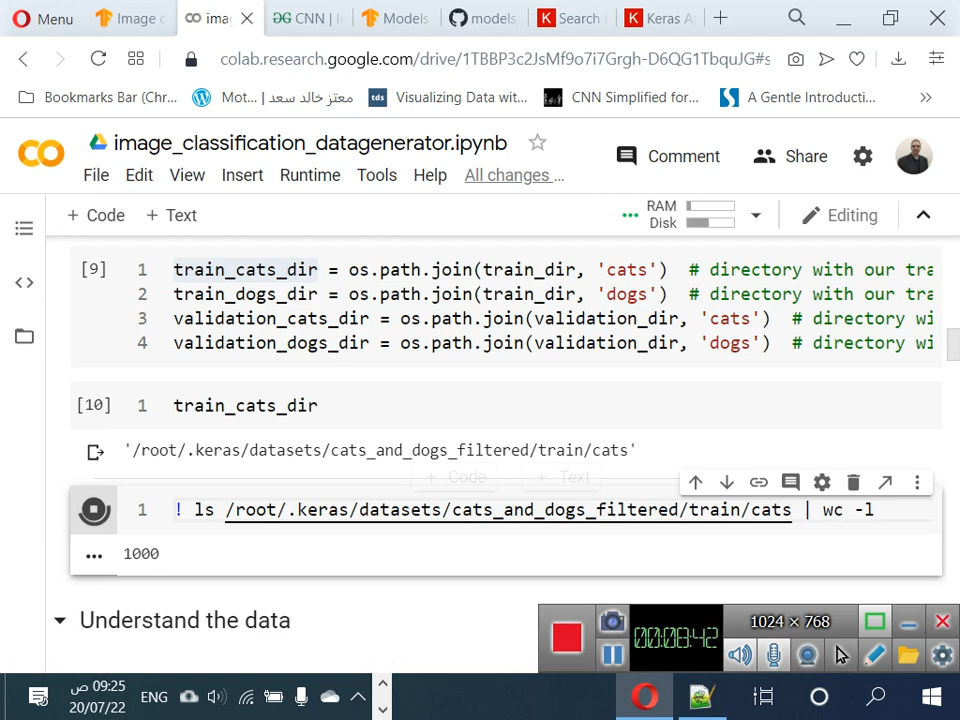 Menu
Image c
ima
CNN | I
Models
models
Search
Keras A
colab.research.google.com/drive/1TBBP3c2JsMf9o7i7Grgh-D6QG1TbquJG#s
Bookmarks Bar (Chr...
Mot... | معتز خالد سعد
tds
Visualizing Data wit...
CNN Simplified for...
A Gentle Introducti...
image_classification_datagenerator.ipynb
Comment
Share
File Edit View Insert Runtime Tools Help All changes ...
+ Code + Text
RAM
Disk
Editing
[9] 1 train_cats_dir = os.path.join(train_dir, 'cats') # directory with our tra
2 train_dogs_dir = os.path.join(train_dir, 'dogs') # directory with our tra
3 validation_cats_dir = os.path.join(validation_dir, 'cats') # directory wi
4 validation_dogs_dir = os.path.join(validation_dir, 'dogs') # directory wi
[10] 1 train_cats_dir
'/root/.keras/datasets/cats_and_dogs_filtered/train/cats'
+ Code + Text
1 ! ls /root/.keras/datasets/cats_and_dogs_filtered/train/cats | wc -l
1000
Understand the data
00:08:42
1024 × 768
09:25 ص
20/07/22
ENG